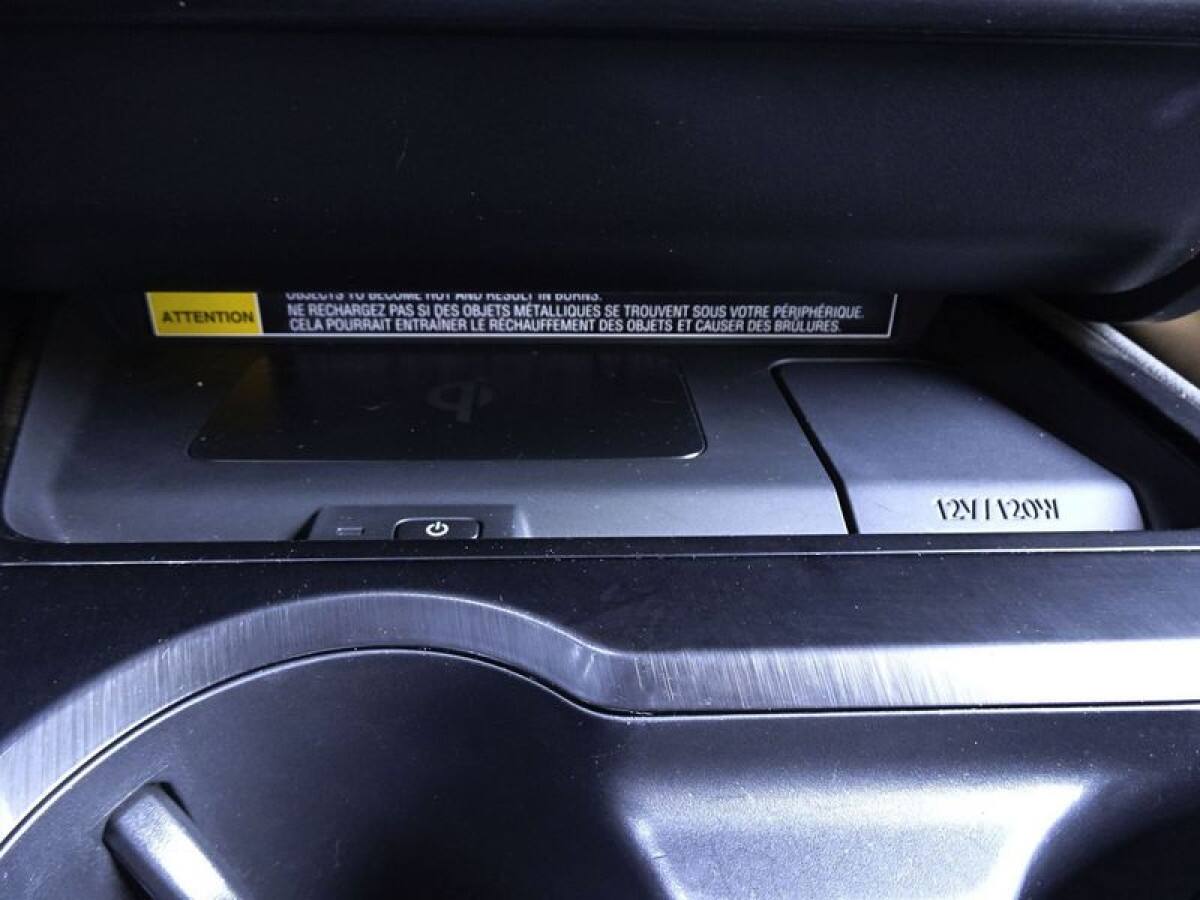 OBJECTS TO BECOME HOT AND RESULT IN BURNS.
ATTENTION
NE RECHARGEZ PAS SI DES OBJETS MÉTALLIQUES SE TROUVENT SOUS VOTRE PÉRIPHÉRIQUE.
CELA POURRAIT ENTRAÎNER LE RÉCHAUFFEMENT DES OBJETS ET CAUSER DES BRÛLURES.
qi
12V/120W